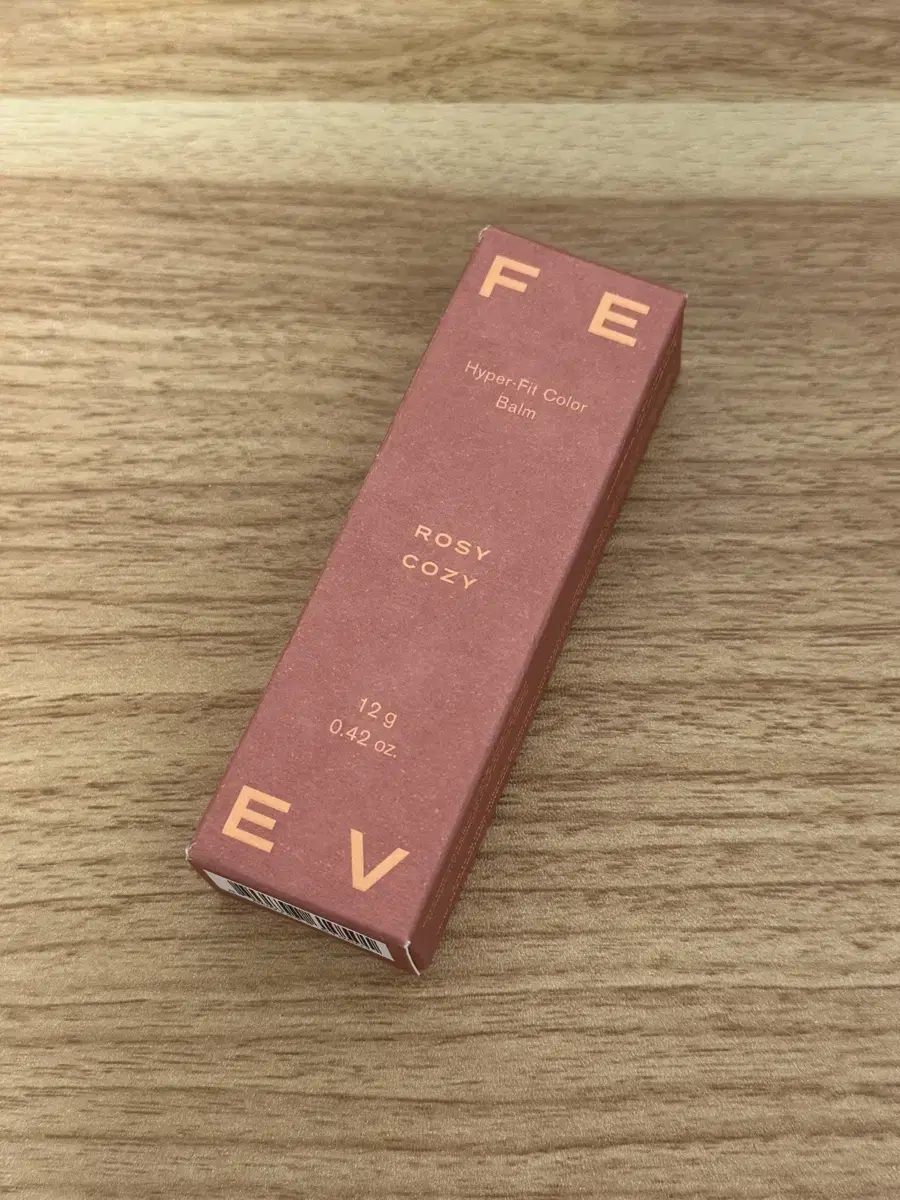 F E
Hyper-Fit Color
Balm
ROSY
COZY
12 g
0.42 oz.
E V